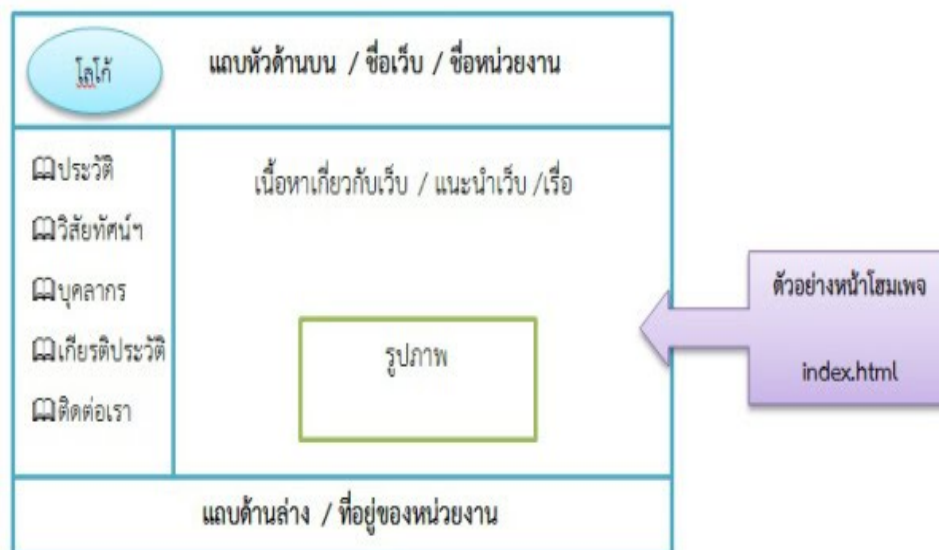 โลโก้
แถบหัวด้านบน / ชื่อเว็บ / ชื่อหน่วยงาน
ประวัติ
วิสัยทัศน์ฯ
บุคลากร
เกียรติประวัติ
ติดต่อเรา
เนื้อหาเกี่ยวกับเว็บ / แนะนำเว็บ /เรื่อ
รูปภาพ
แถบด้านล่าง / ที่อยู่ของหน่วยงาน
ตัวอย่างหน้าโฮมเพจ
index.html